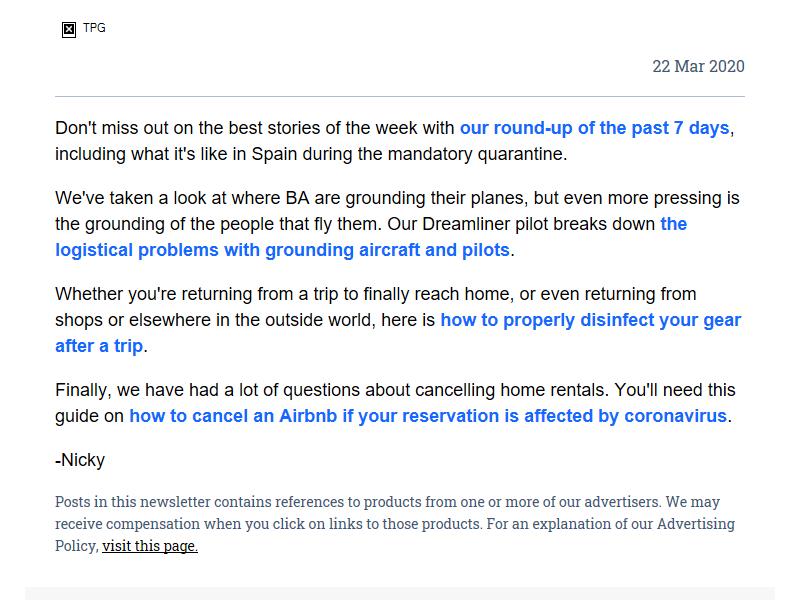 TPG
22 Mar 2020
Don't miss out on the best stories of the week with our round-up of the past 7 days,
including what it's like in Spain during the mandatory quarantine.
We've taken a look at where BA are grounding their planes, but even more pressing is
the grounding of the people that fly them. Our Dreamliner pilot breaks down the
logistical problems with grounding aircraft and pilots.
Whether you're returning from a trip to finally reach home, or even returning from
shops or elsewhere in the outside world, here is how to properly disinfect your gear
after a trip.
Finally, we have had a lot of questions about cancelling home rentals. You'll need this
guide on how to cancel an Airbnb if your reservation is affected by coronavirus.
-Nicky
Posts in this newsletter contains references to products from one or more of our advertisers. We may
receive compensation when you click on links to those products. For an explanation of our Advertising
Policy, visit this page.